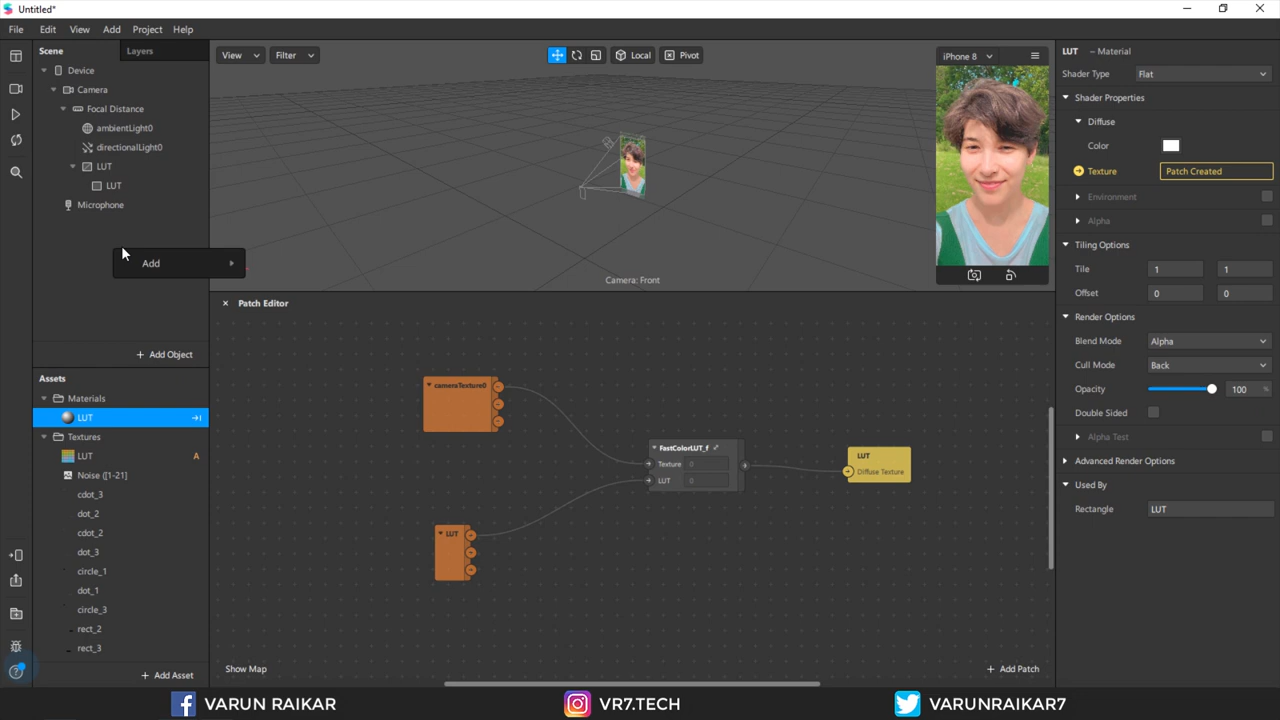 Untitled*
File Edit View Add Project Help
Scene Layers
Device
Camera
Focal Distance
ambientLight0
directionalLight0
LUT
LUT
Microphone
Add
+ Add Object
Assets
Materials
LUT
Textures
LUT A
Noise ([1-21]
cdot_3
dot_2
cdot_2
dot_3
circle_1
dot_1
circle_3
rect_2
rect_3
+ Add Asset
View Filter Local Pivot
Camera: Front
iPhone 8
Patch Editor
cameraTexture0
FastColorLUT_f
Texture 0
LUT 0
LUT
Diffuse Texture
LUT
Show Map
+ Add Patch
LUT – Material
Shader Type Flat
Shader Properties
Diffuse
Color
Texture Patch Created
Environment
Alpha
Tiling Options
Tile 1 1
Offset 0 0
Render Options
Blend Mode Alpha
Cull Mode Back
Opacity 100 %
Double Sided
Alpha Test
Advanced Render Options
Used By
Rectangle LUT
VARUN RAIKAR VR7.TECH VARUNRAIKAR7